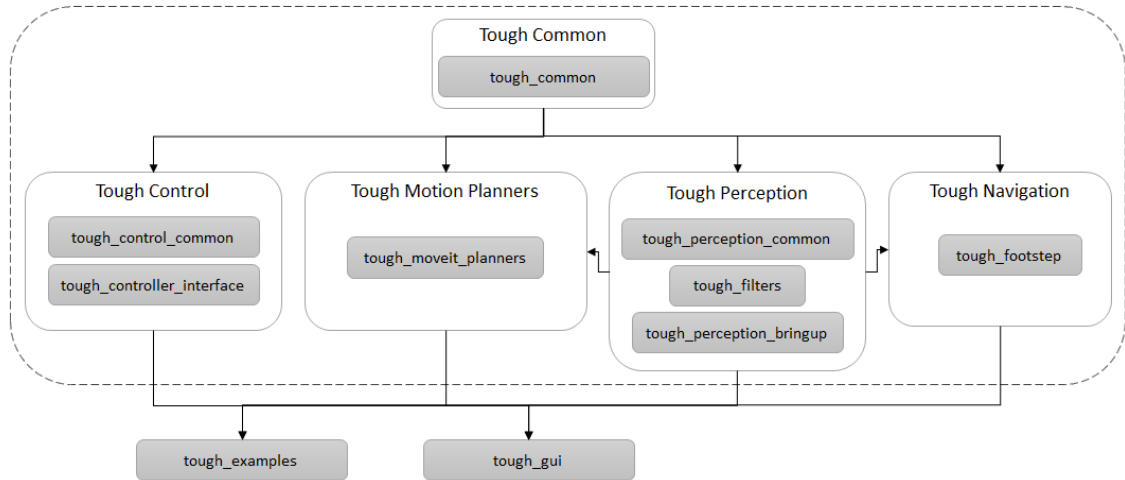 Tough Common
tough_common
Tough Control
tough_control_common
tough_controller_interface
Tough Motion Planners
tough_moveit_planners
Tough Perception
tough_perception_common
tough_filters
tough_perception_bringup
Tough Navigation
tough_footstep
tough_examples
tough_gui